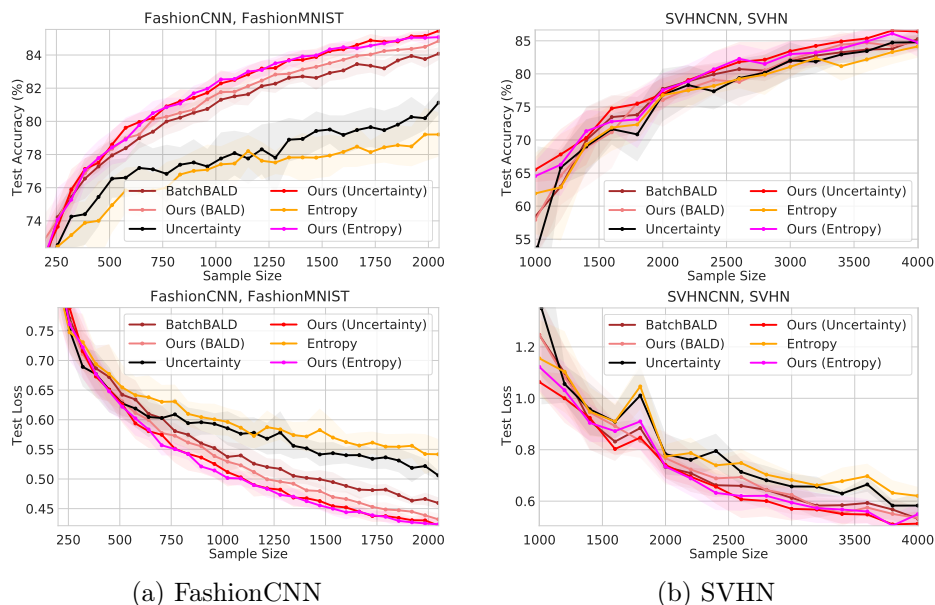 FashionCNN, FashionMNIST
Test Accuracy (%)
84
82
80
78
76
74
BatchBALD
Ours (BALD)
Uncertainty
Ours (Uncertainty)
Entropy
Ours (Entropy)
250 500 750 1000 1250 1500 1750 2000
Sample Size
SVHNCNN, SVHN
Test Accuracy (%)
85
80
75
70
65
60
55
BatchBALD
Ours (BALD)
Uncertainty
Ours (Uncertainty)
Entropy
Ours (Entropy)
1000 1500 2000 2500 3000 3500 4000
Sample Size
FashionCNN, FashionMNIST
Test Loss
0.75
0.70
0.65
0.60
0.55
0.50
0.45
BatchBALD
Ours (BALD)
Uncertainty
Ours (Uncertainty)
Entropy
Ours (Entropy)
250 500 750 1000 1250 1500 1750 2000
Sample Size
SVHNCNN, SVHN
Test Loss
1.2
1.0
0.8
0.6
BatchBALD
Ours (BALD)
Uncertainty
Ours (Uncertainty)
Entropy
Ours (Entropy)
1000 1500 2000 2500 3000 3500 4000
Sample Size
(a) FashionCNN
(b) SVHN